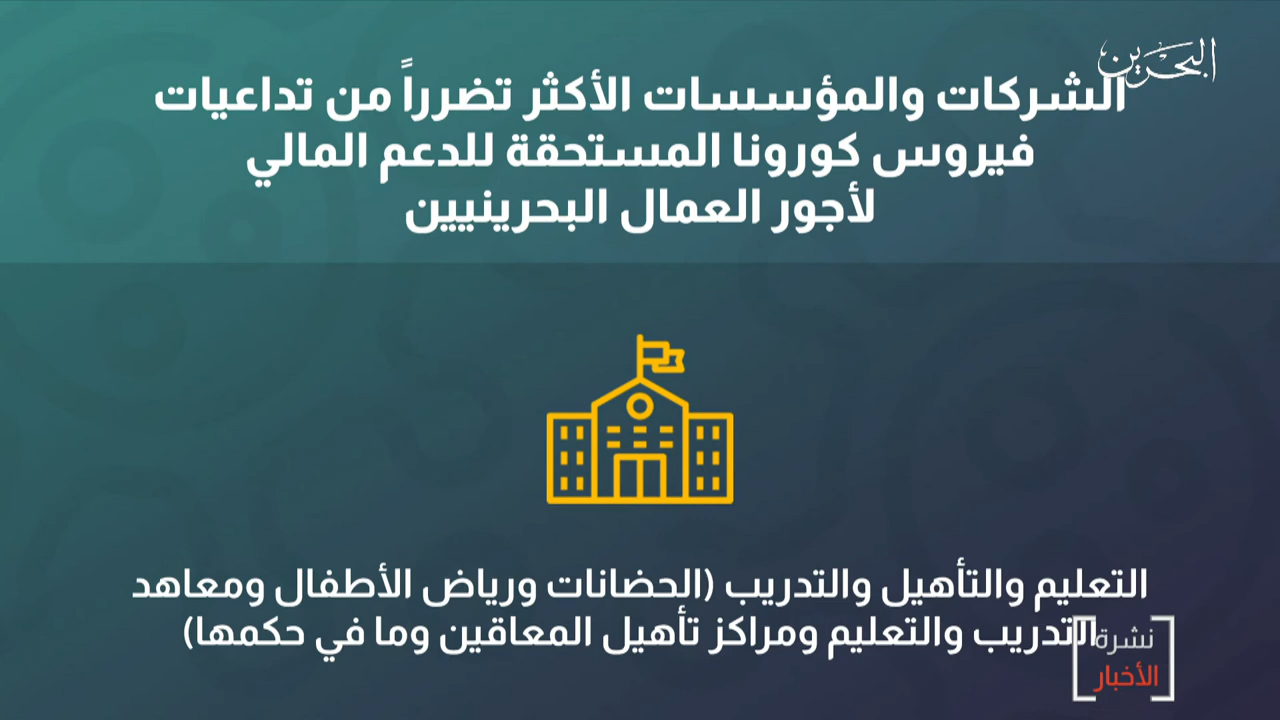 البحرين
الشركات والمؤسسات الأكثر تضرراً من تداعيات
فيروس كورونا المستحقة للدعم المالي
لأجور العمال البحرينيين
التعليم والتأهيل والتدريب (الحضانات ورياض الأطفال ومعاهد
التدريب والتعليم ومراكز تأهيل المعاقين وما في حكمها)
نشرة
الأخبار